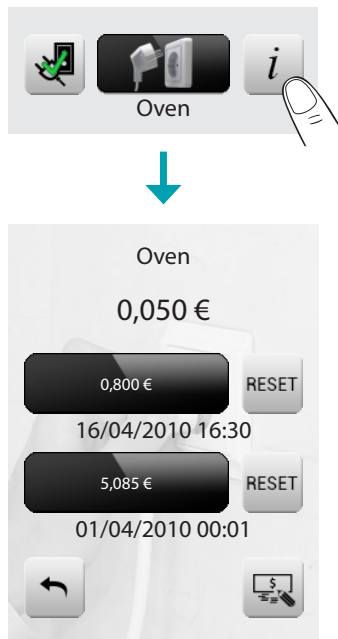 i
Oven
Oven
0,050 €
0,800 €
RESET
16/04/2010 16:30
5,085 €
RESET
01/04/2010 00:01
$